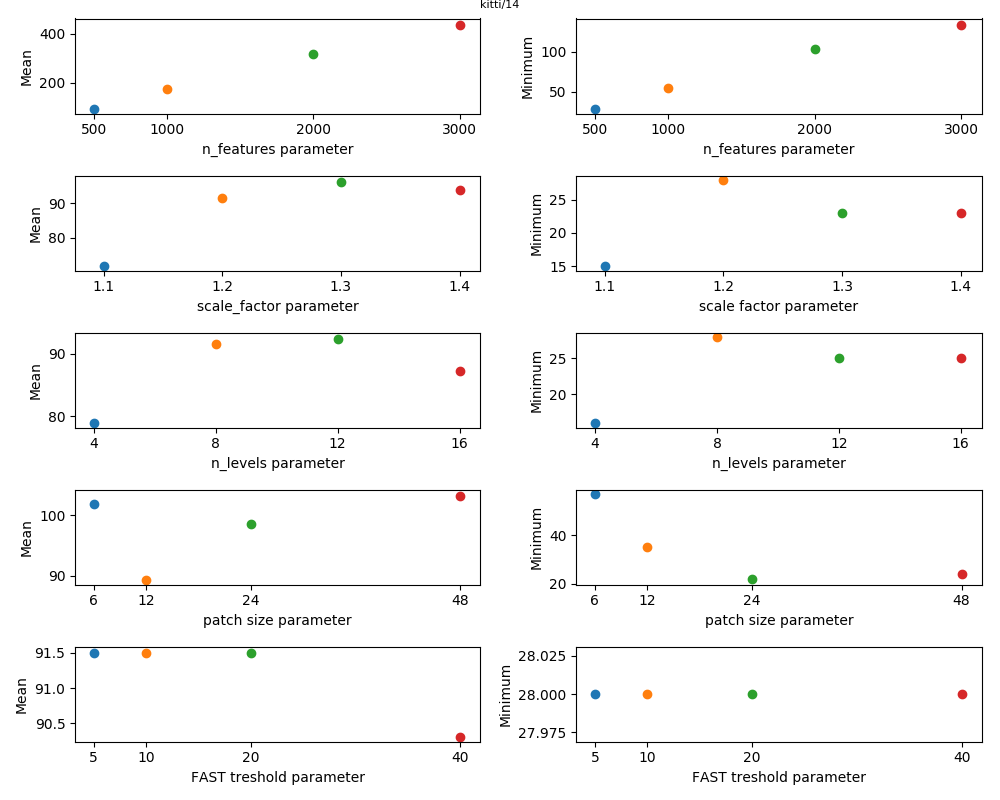 kitti/14
400
200
Mean
500 1000 2000 3000
n_features parameter
100
50
Minimum
500 1000 2000 3000
n_features parameter
90
80
Mean
1.1 1.2 1.3 1.4
scale_factor parameter
25
20
15
Minimum
1.1 1.2 1.3 1.4
scale factor parameter
90
80
Mean
4 8 12 16
n_levels parameter
25
20
Minimum
4 8 12 16
n_levels parameter
100
90
Mean
6 12 24 48
patch size parameter
40
20
Minimum
6 12 24 48
patch size parameter
91.5
91.0
90.5
Mean
5 10 20 40
FAST treshold parameter
28.025
28.000
27.975
Minimum
5 10 20 40
FAST treshold parameter